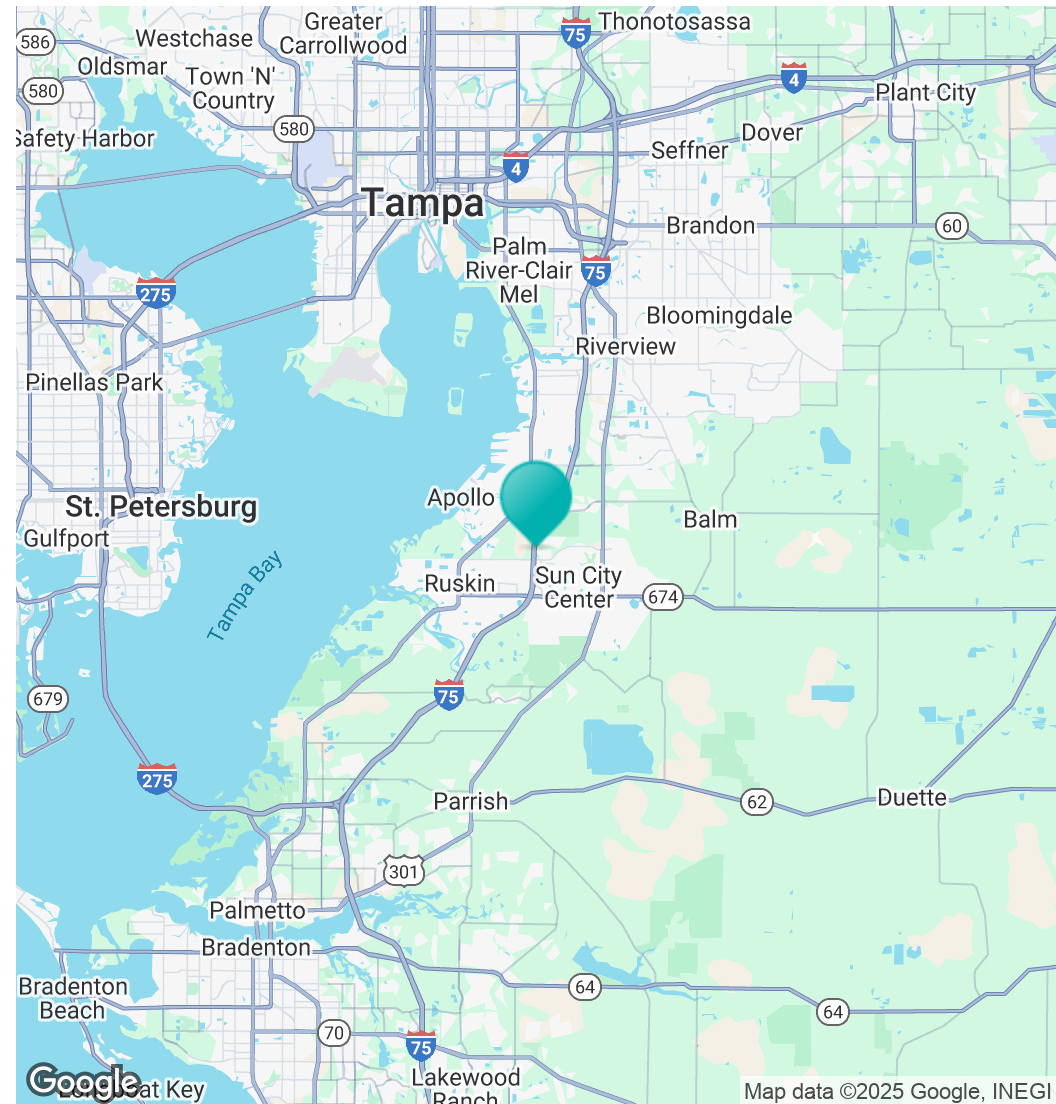 Greater
Carrollwood
Thonotosassa
75
586
Westchase
Oldsmar
Town 'N'
Country
4
580
Plant City
580
Dover
Safety Harbor
Seffner
4
Tampa
Brandon
60
Palm
River-Clair
Mel
75
275
Bloomingdale
Riverview
Pinellas Park
Apollo
St. Petersburg
Balm
Gulfport
Tampa Bay
Ruskin
Sun City
Center
674
679
75
275
Parrish
62
Duette
301
Palmetto
Bradenton
Bradenton
Beach
64
64
70
75
Lakewood
Ranch
Google
Longboat Key
Map data ©2025 Google, INEGI